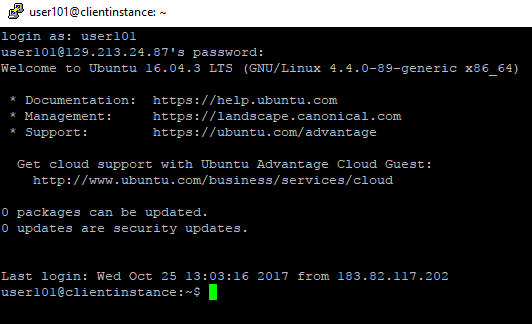 user101@clientinstance: ~
login as: user101
user101@129.213.24.87's password:
Welcome to Ubuntu 16.04.3 LTS (GNU/Linux 4.4.0-89-generic x86_64)
* Documentation:  https://help.ubuntu.com
* Management:     https://landscape.canonical.com
* Support:        https://ubuntu.com/advantage
Get cloud support with Ubuntu Advantage Cloud Guest:
http://www.ubuntu.com/business/services/cloud
0 packages can be updated.
0 updates are security updates.
Last login: Wed Oct 25 13:03:16 2017 from 183.82.117.202
user101@clientinstance:~$